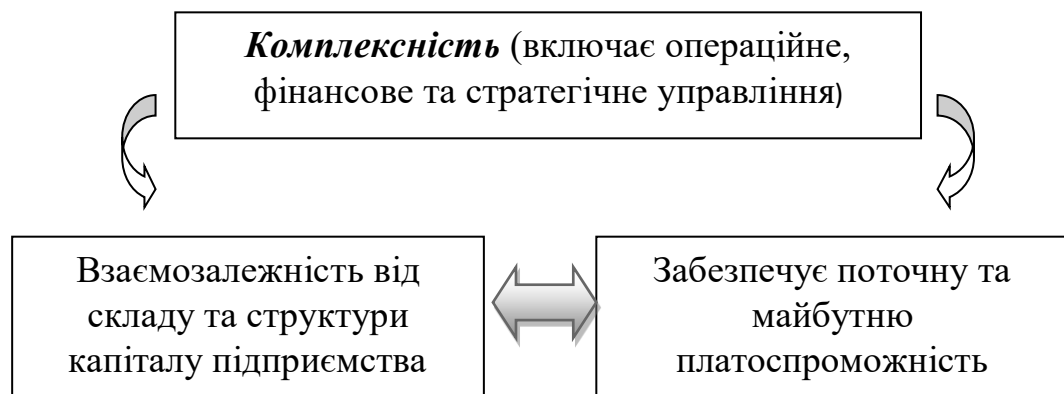 Комплексність (включає операційне,
фінансове та стратегічне управління)
Взаємозалежність від
складу та структури
капіталу підприємства
Забезпечує поточну та
майбутню
платоспроможність